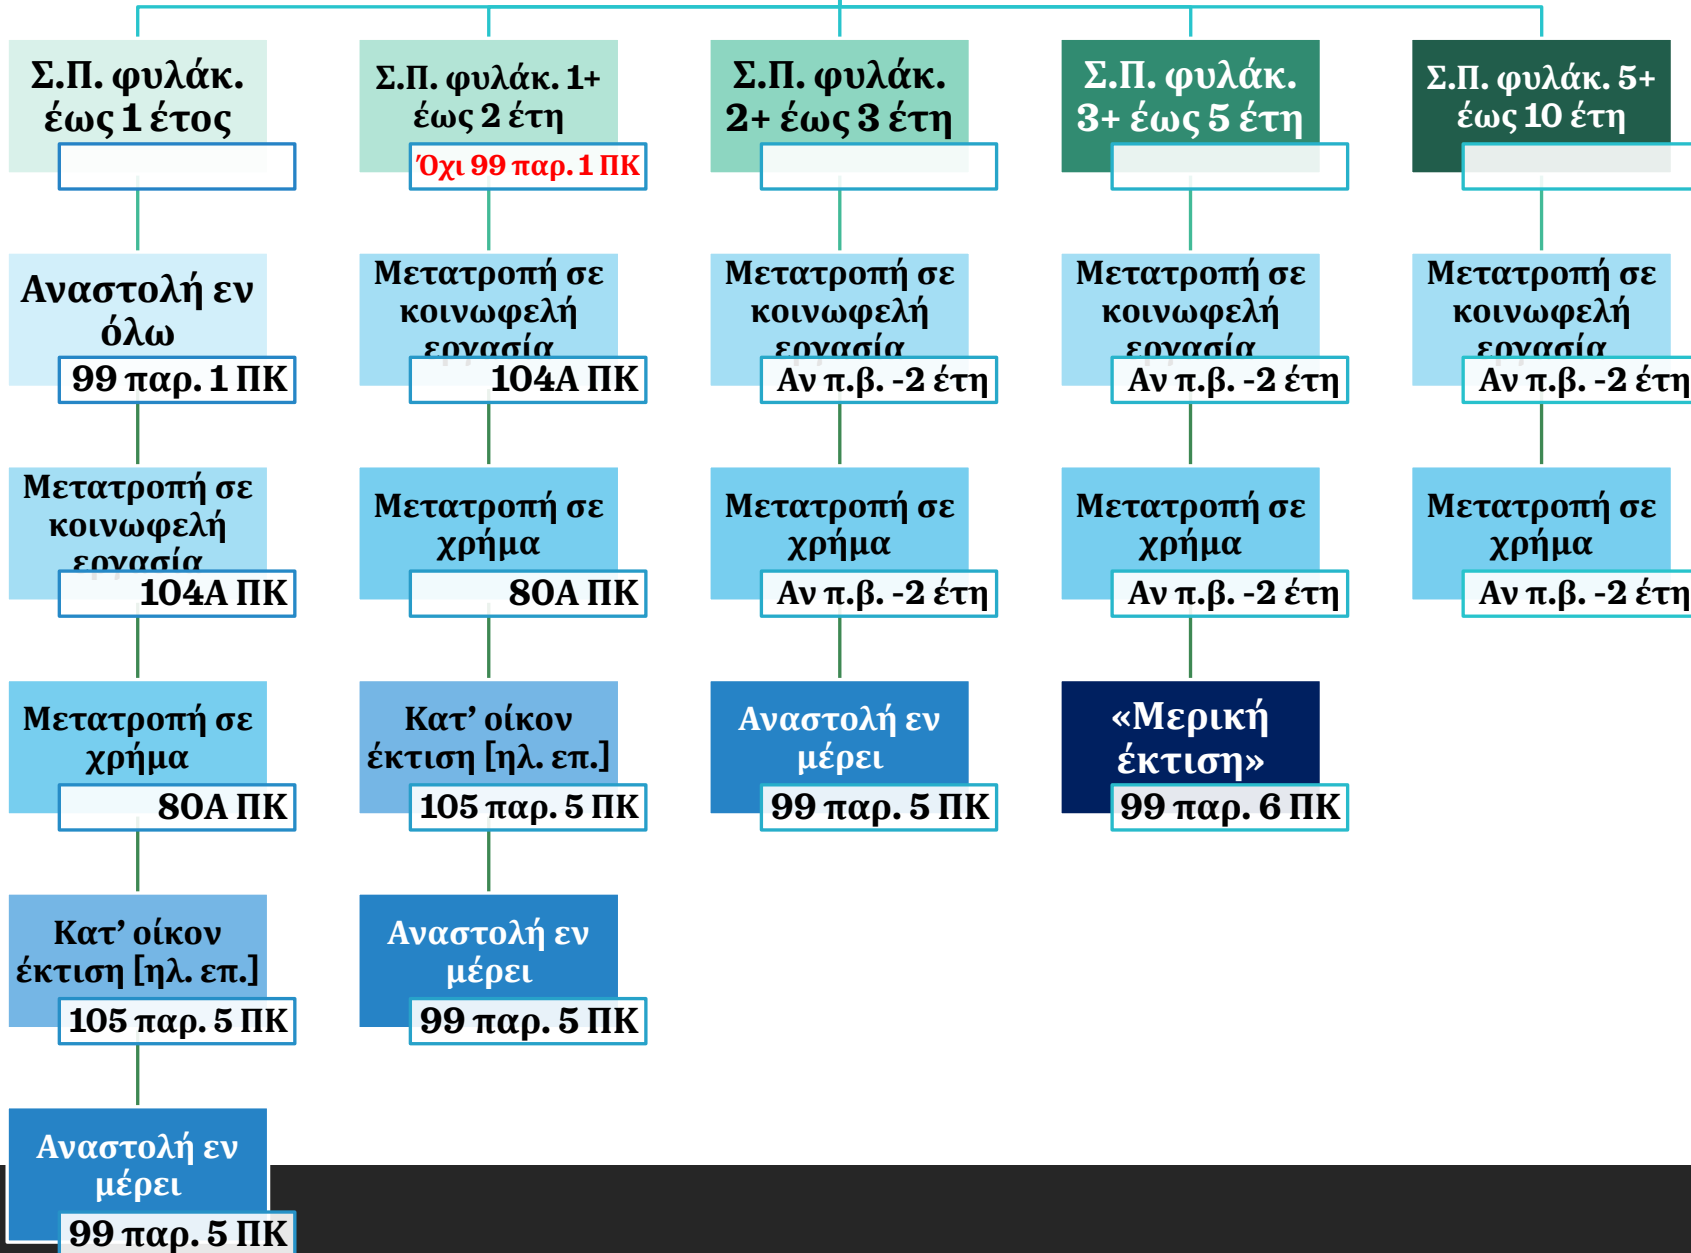 Σ.Π. φυλάκ.
έως 1 έτος
Αναστολή εν
όλω
99 παρ. 1 ΠΚ
Μετατροπή σε
κοινωφελή
εργασία
104Α ΠΚ
Μετατροπή σε
χρήμα
80Α ΠΚ
Κατ’ οίκον
έκτιση [ηλ. επ.]
105 παρ. 5 ΠΚ
Αναστολή εν
μέρει
99 παρ. 5 ΠΚ
Σ.Π. φυλάκ. 1+
έως 2 έτη
Όχι 99 παρ. 1 ΠΚ
Μετατροπή σε
κοινωφελή
εργασία
104Α ΠΚ
Μετατροπή σε
χρήμα
80Α ΠΚ
Κατ’ οίκον
έκτιση [ηλ. επ.]
105 παρ. 5 ΠΚ
Αναστολή εν
μέρει
99 παρ. 5 ΠΚ
Σ.Π. φυλάκ.
2+ έως 3 έτη
Μετατροπή σε
κοινωφελή
εργασία
Αν π.β. -2 έτη
Μετατροπή σε
χρήμα
Αν π.β. -2 έτη
Αναστολή εν
μέρει
99 παρ. 5 ΠΚ
Σ.Π. φυλάκ.
3+ έως 5 έτη
Μετατροπή σε
κοινωφελή
εργασία
Αν π.β. -2 έτη
Μετατροπή σε
χρήμα
Αν π.β. -2 έτη
«Μερική
έκτιση»
99 παρ. 6 ΠΚ
Σ.Π. φυλάκ. 5+
έως 10 έτη
Μετατροπή σε
κοινωφελή
εργασία
Αν π.β. -2 έτη
Μετατροπή σε
χρήμα
Αν π.β. -2 έτη